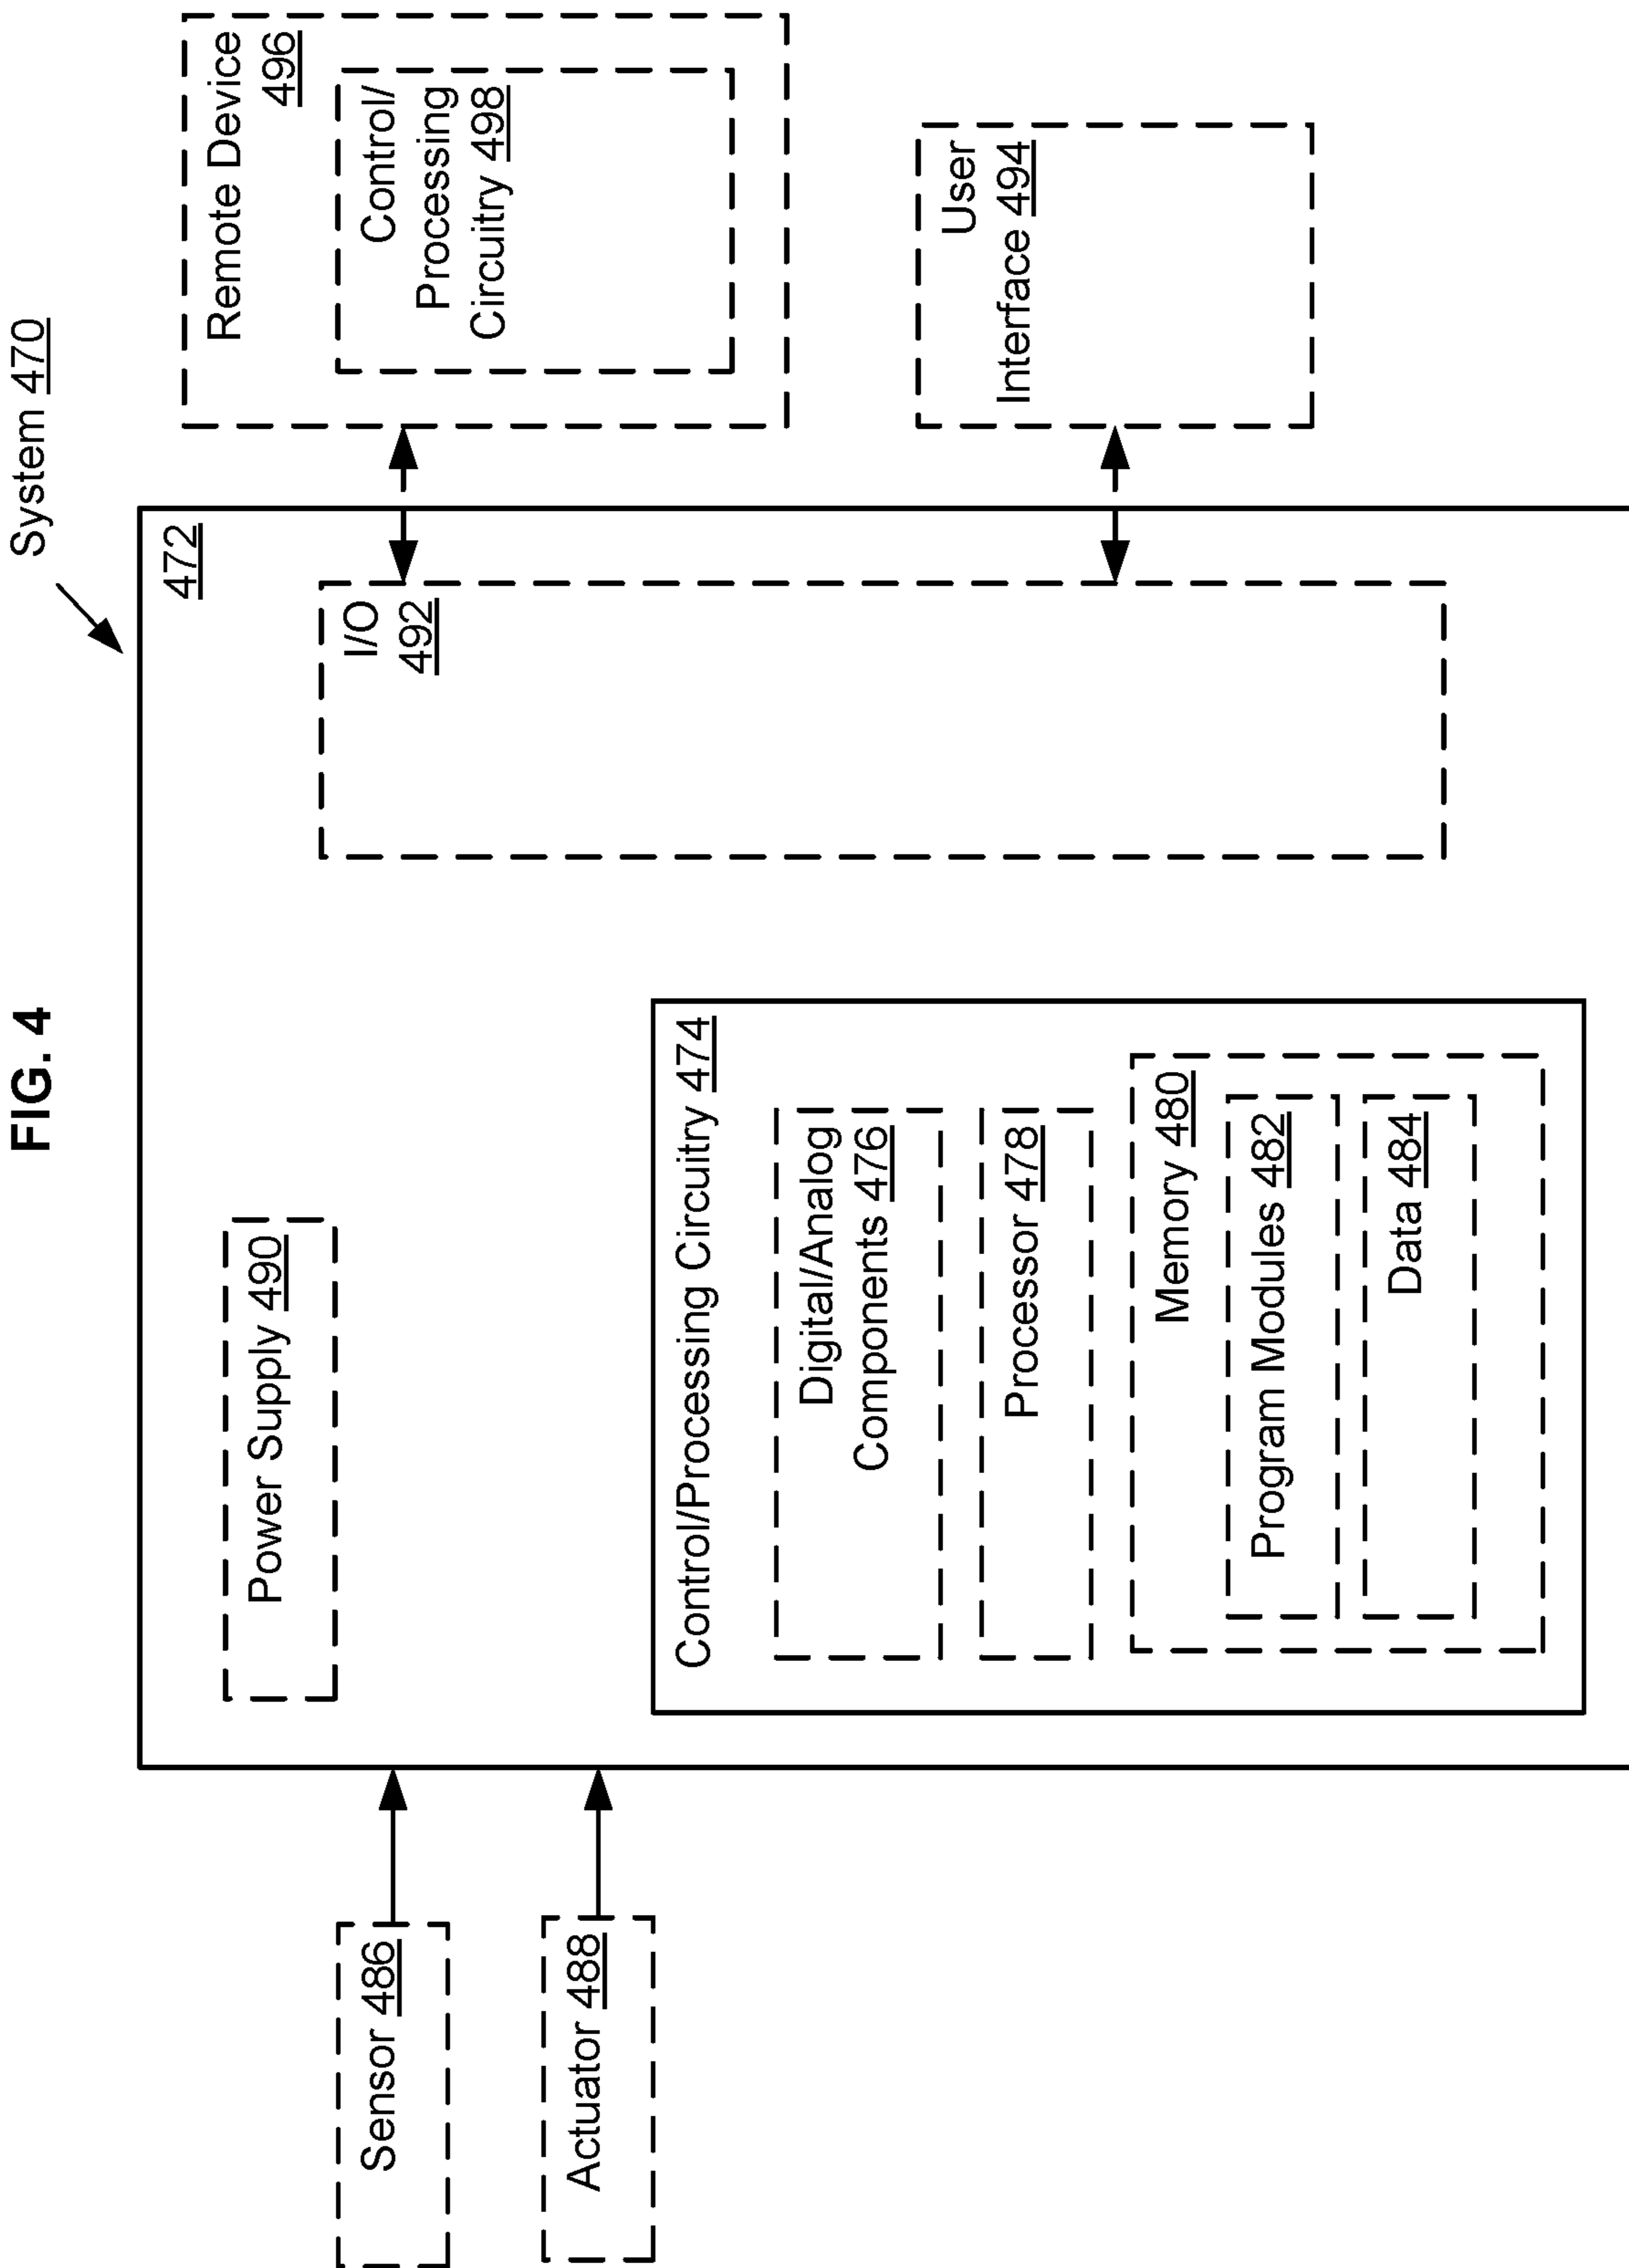 FIG. 4
System 470
472
Sensor 486
Actuator 488
Power Supply 490
Control/Processing Circuitry 474
Digital/Analog
Components 476
Processor 478
Memory 480
Program Modules 482
Data 484
I/O
492
Remote Device
496
Control/
Processing
Circuitry 498
User
Interface 494